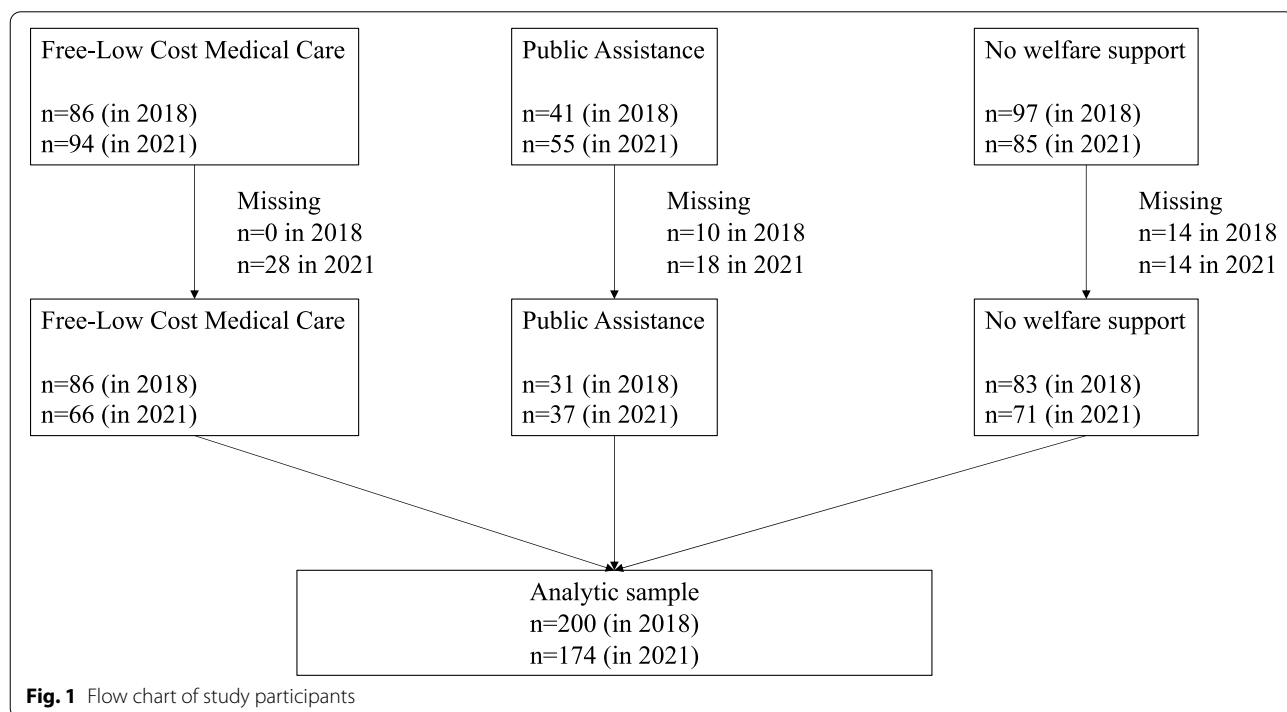 Free-Low Cost Medical Care
n=86 (in 2018)
n=94 (in 2021)
Public Assistance
n=41 (in 2018)
n=55 (in 2021)
No welfare support
n=97 (in 2018)
n=85 (in 2021)
Missing
n=0 in 2018
n=28 in 2021
Missing
n=10 in 2018
n=18 in 2021
Missing
n=14 in 2018
n=14 in 2021
Free-Low Cost Medical Care
n=86 (in 2018)
n=66 (in 2021)
Public Assistance
n=31 (in 2018)
n=37 (in 2021)
No welfare support
n=83 (in 2018)
n=71 (in 2021)
Analytic sample
n=200 (in 2018)
n=174 (in 2021)
Fig. 1 Flow chart of study participants